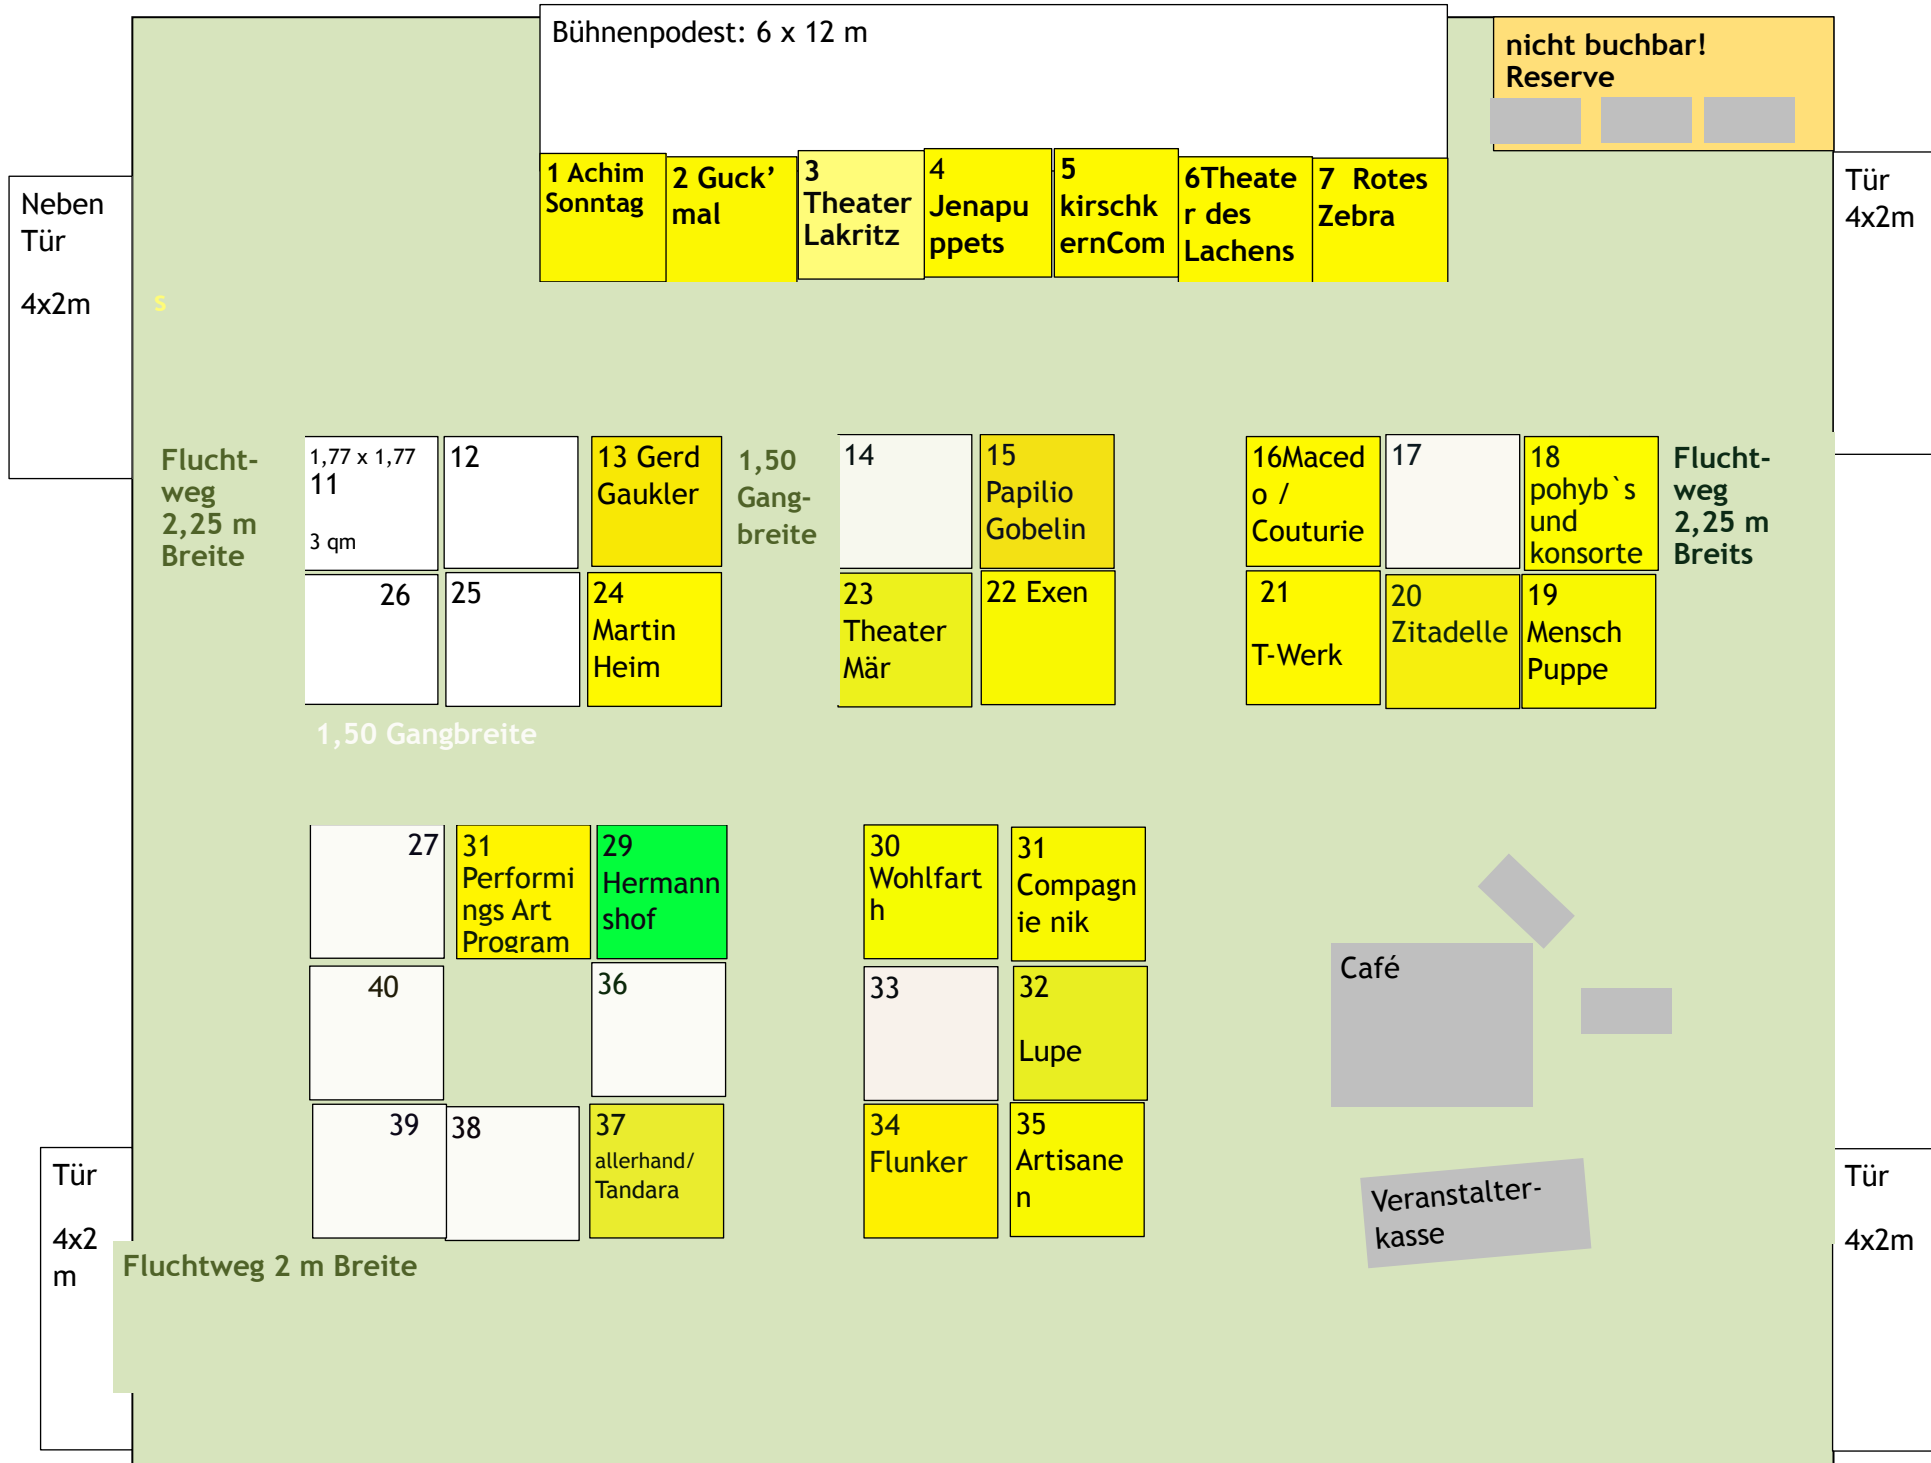 Bühnenpodest: 6 x 12 m
nicht buchbar!
Reserve
Neben
Tür
4x2m
1 Achim
Sonntag
2 Guck’
mal
3
Theater
Lakritz
4
Jenapu
ppets
5
kirschk
ernCom
6Theate
r des
Lachens
7 Rotes
Zebra
Tür
4x2m
s
Flucht-
weg
2,25 m
Breite
1,77 x 1,77
11
3 qm
12
13 Gerd
Gaukler
1,50
Gang-
breite
14
15
Papilio
Gobelin
16Maced
o /
Couturie
17
18
pohyb`s
und
konsorte
Flucht-
weg
2,25 m
Breits
26
25
24
Martin
Heim
23
Theater
Mär
22 Exen
21
T-Werk
20
Zitadelle
19
Mensch
Puppe
1,50 Gangbreite
27
31
Performi
ngs Art
Program
29
Hermann
shof
30
Wohlfart
h
31
Compagn
ie nik
40
36
33
32
Lupe
Café
39
38
37
allerhand/
Tandara
34
Flunker
35
Artisane
n
Veranstalter-
kasse
Tür
4x2
m
Tür
4x2m
Fluchtweg 2 m Breite